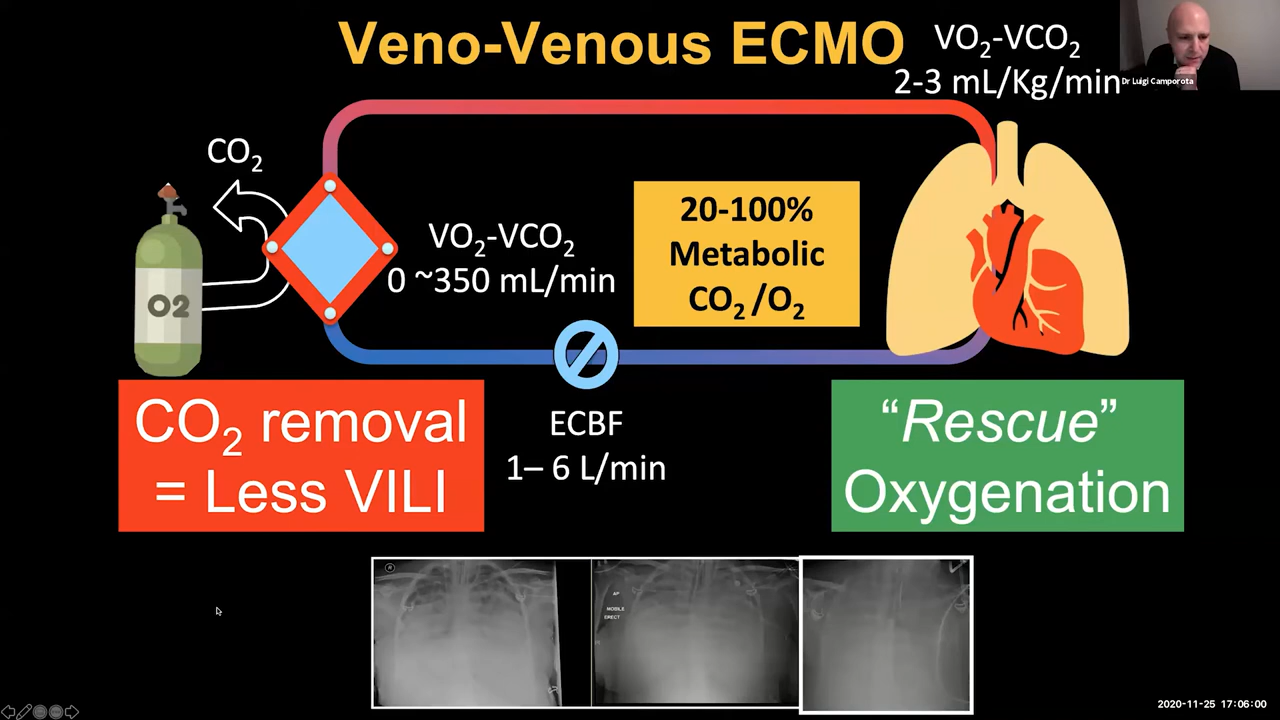 Veno-Venous ECMO
VO₂-VCO₂
2-3 mL/Kg/min
Dr Luigi Camporota
CO₂
O2
VO₂-VCO₂
0 ~350 mL/min
20-100%
Metabolic
CO₂ /O₂
CO₂ removal
= Less VILI
ECBF
1– 6 L/min
“Rescue”
Oxygenation
R
AP
MOBILE
ERECT
2020-11-25 17:06:00